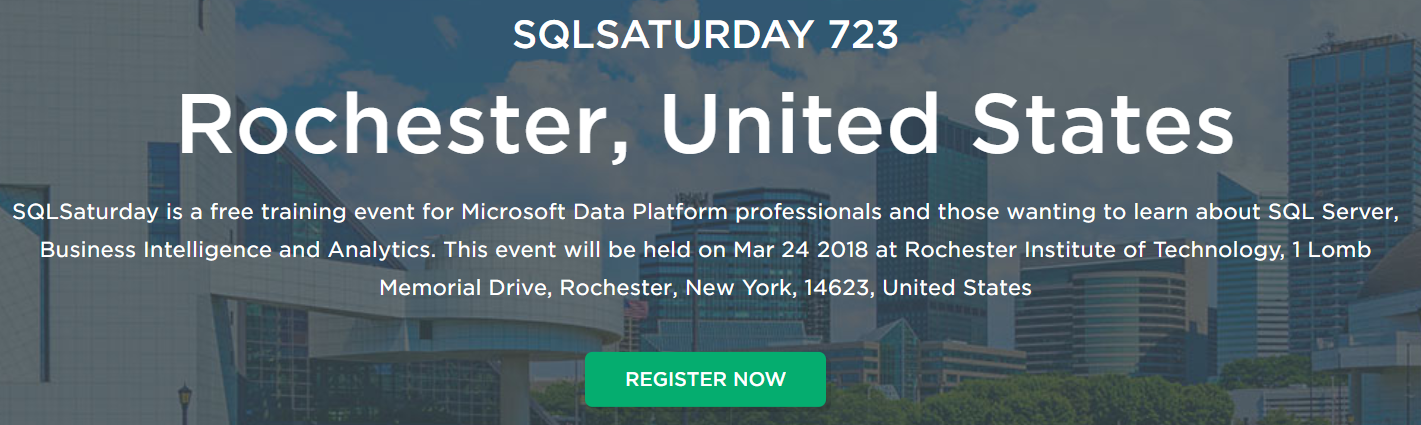 SQLSATURDAY 723
Rochester, United States
SQLSaturday is a free training event for Microsoft Data Platform professionals and those wanting to learn about SQL Server,
Business Intelligence and Analytics. This event will be held on Mar 24 2018 at Rochester Institute of Technology, 1 Lomb
Memorial Drive, Rochester, New York, 14623, United States
REGISTER NOW